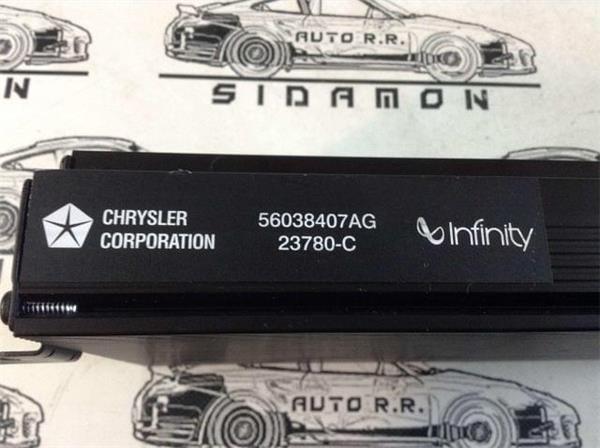 AUTO R.R.
SIDAMON
N
CHRYSLER
CORPORATION
56038407AG
23780-C
Infinity
AUTO R.R.